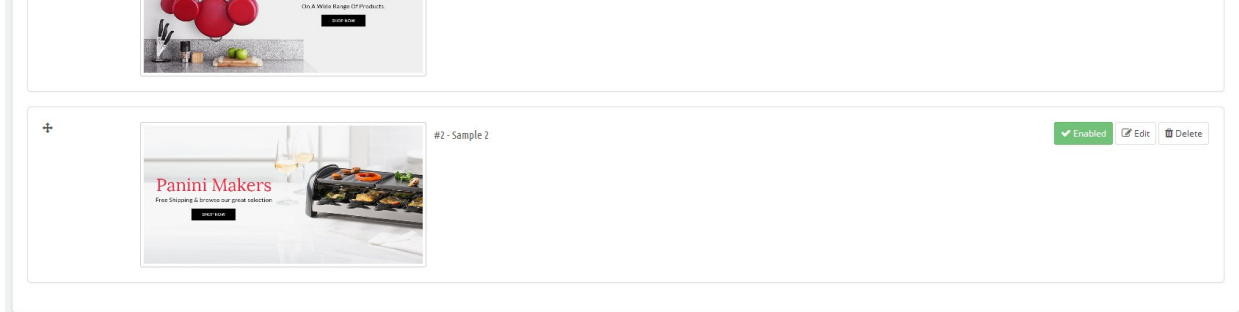 On A Wide Range Of Products.
SHOP NOW
#2 - Sample 2
Enabled
Edit
Delete
Panini Makers
Free Shipping & browse our great selection
SHOP NOW